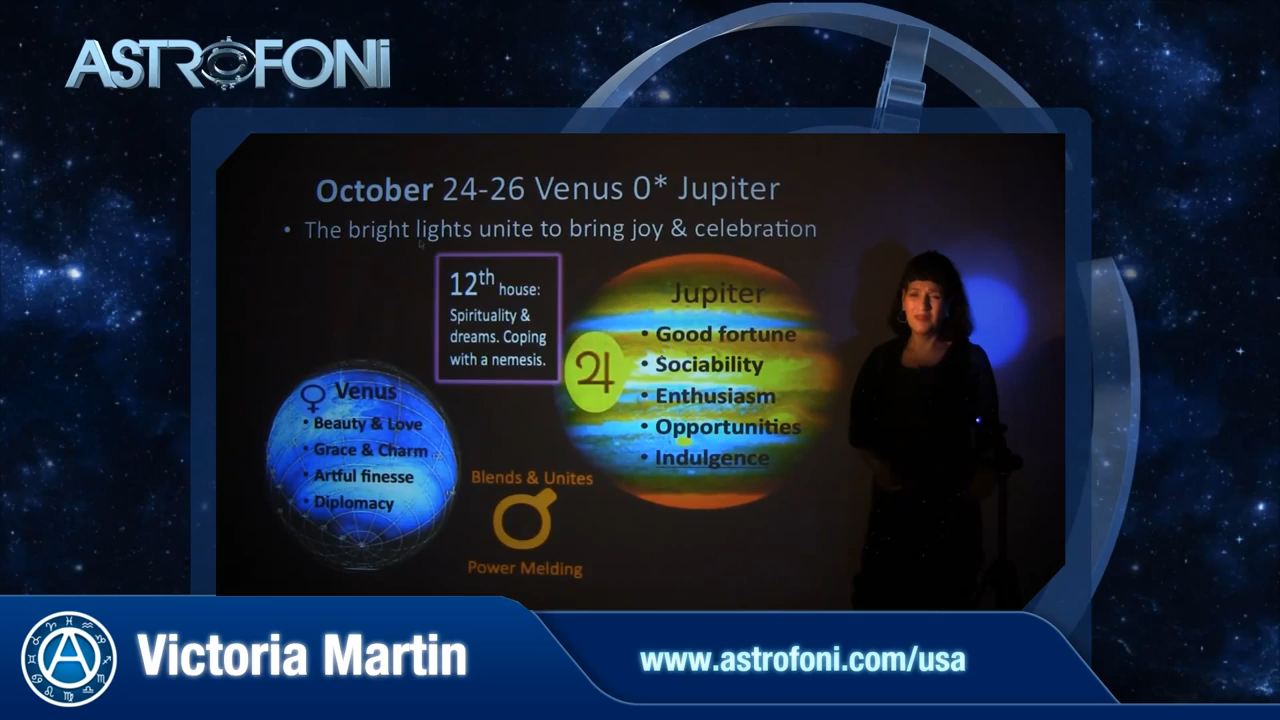 ASTROFONi
October 24-26 Venus 0* Jupiter
• The bright lights unite to bring joy & celebration
12th house:
Spirituality &
dreams. Coping
with a nemesis.
Jupiter
• Good fortune
• Sociability
• Enthusiasm
• Opportunities
• Indulgence
♃
♀ Venus
• Beauty & Love
• Grace & Charm
• Artful finesse
• Diplomacy
Blends & Unites
Power Melding
A
Victoria Martin
www.astrofoni.com/usa